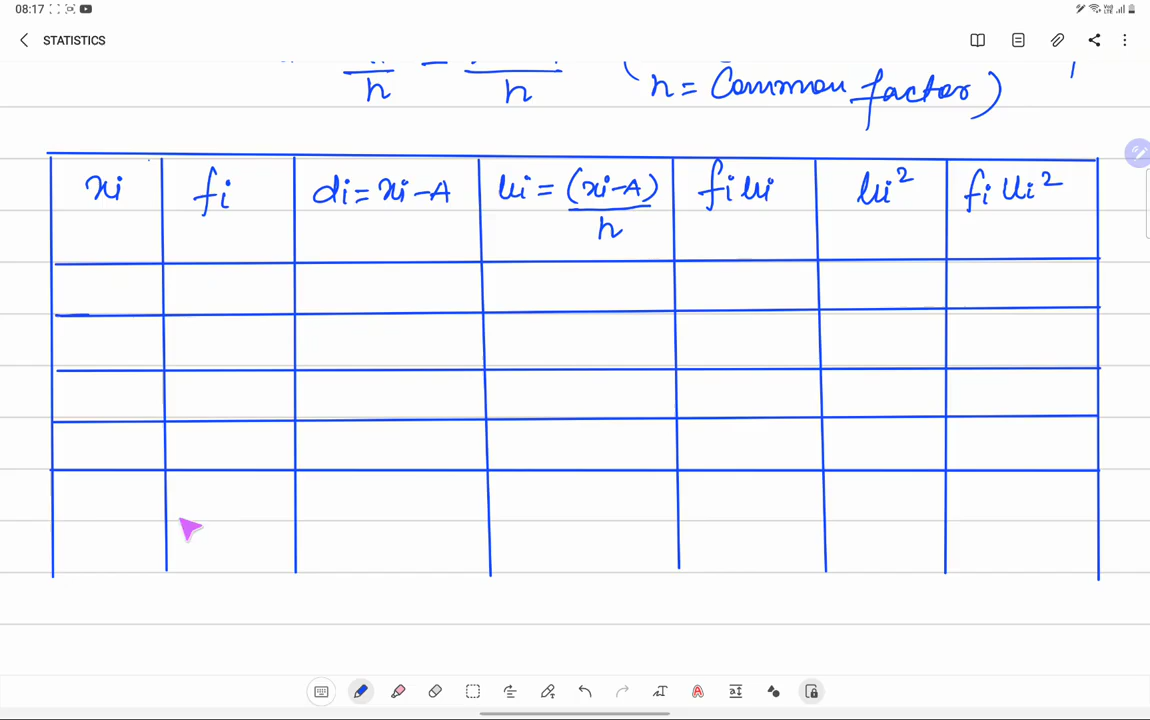 08:17
STATISTICS
h = h h = Common factor)
xi fi di = xi-A ui = (xi-A)/h fiui ui² fiui²